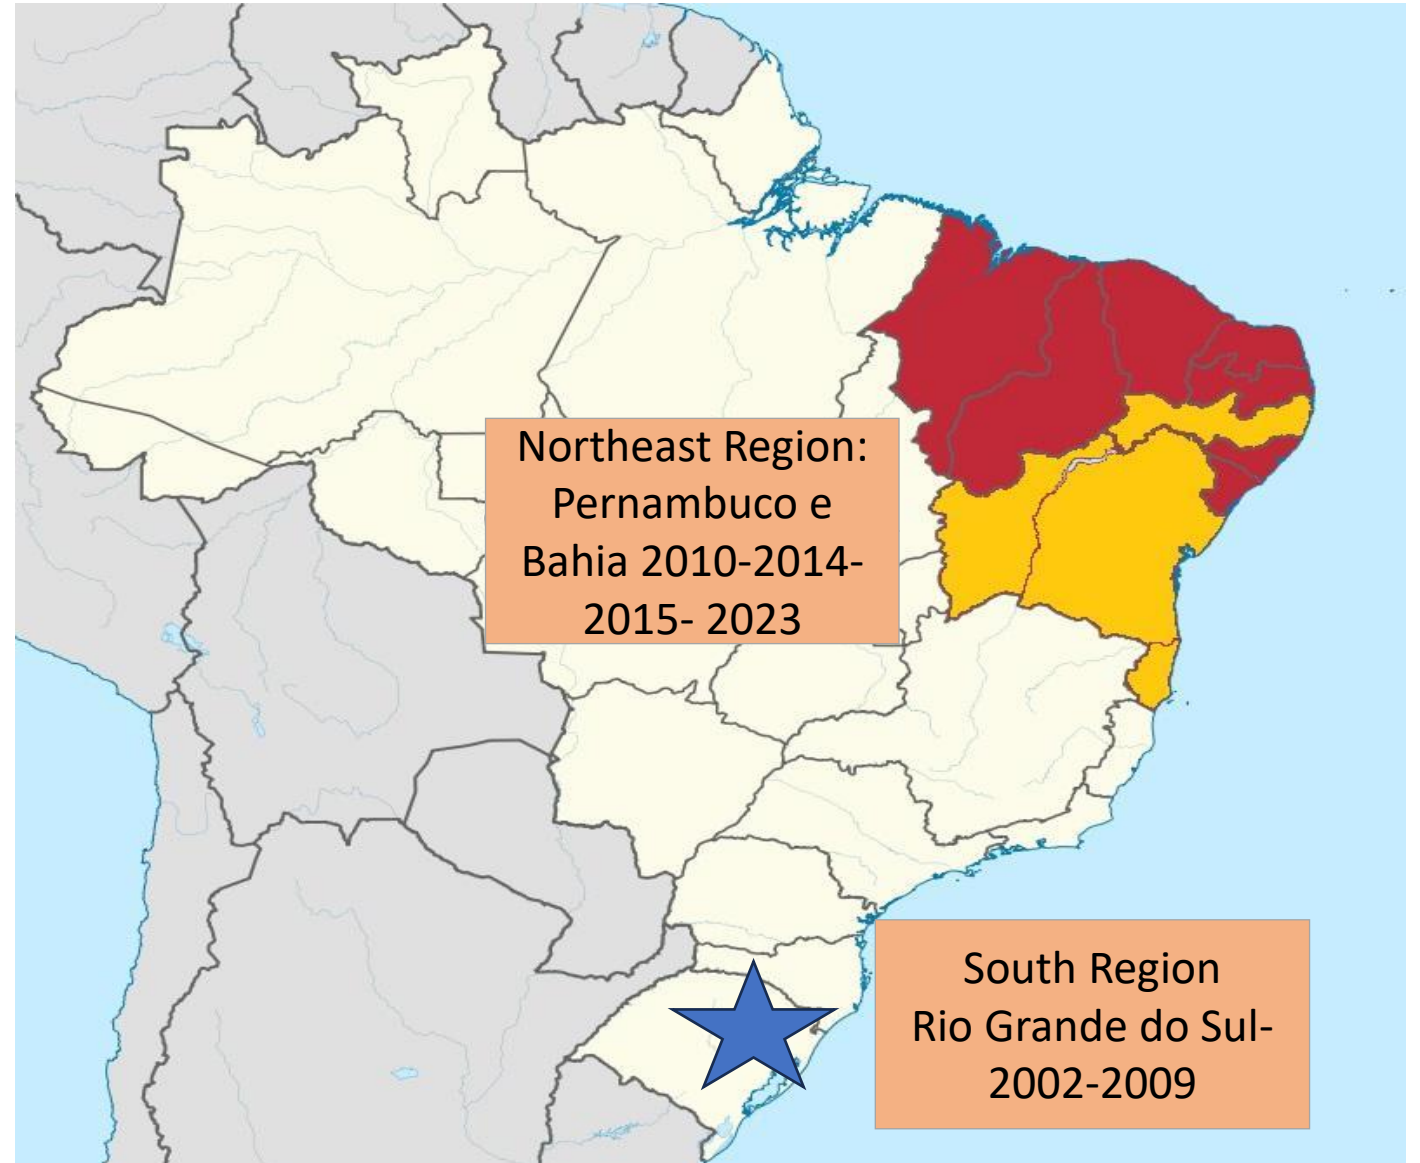 Northeast Region:
Pernambuco e
Bahia 2010-2014-
2015- 2023
South Region
Rio Grande do Sul-
2002-2009